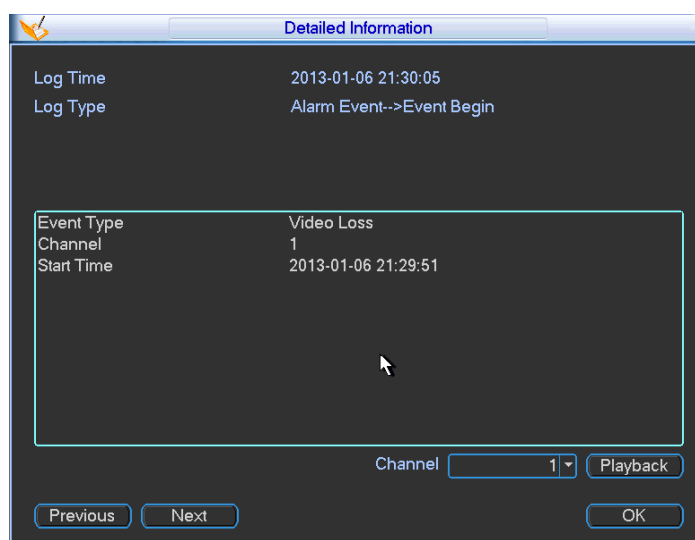 Detailed Information
Log Time 2013-01-06 21:30:05
Log Type Alarm Event-->Event Begin
Event Type Video Loss
Channel 1
Start Time 2013-01-06 21:29:51
Channel 1 Playback
Previous Next OK